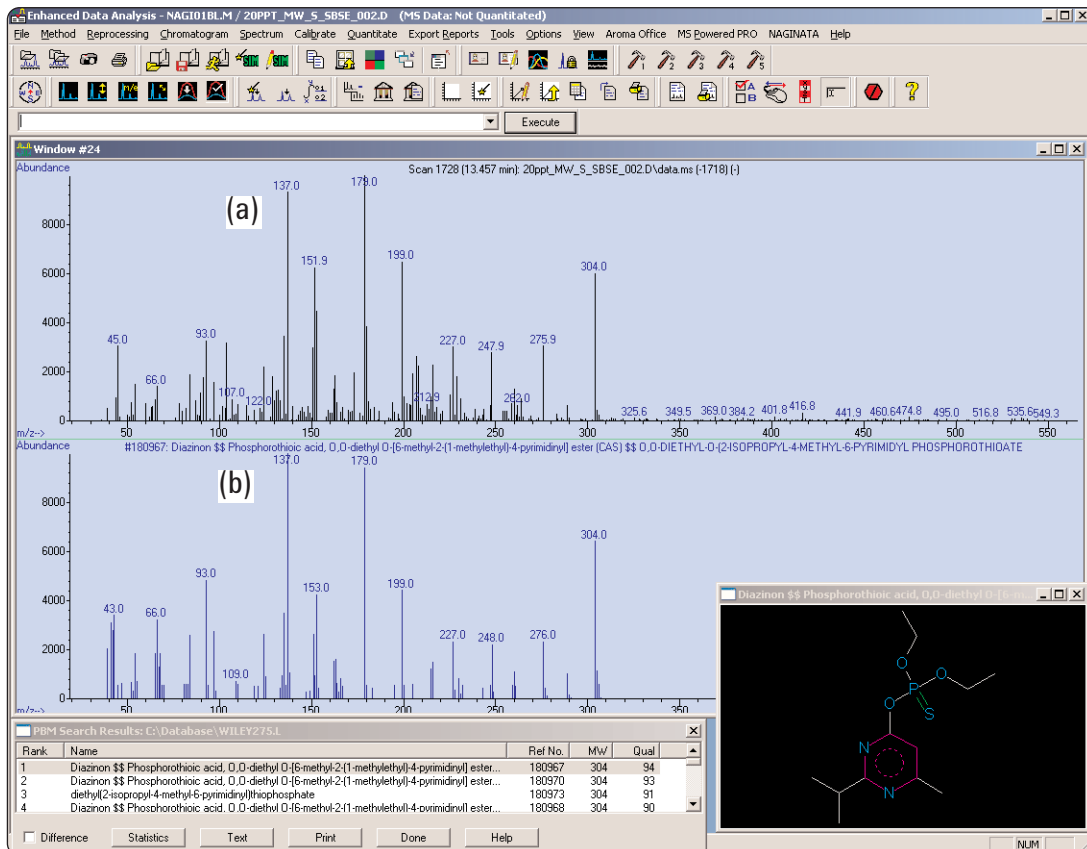 Enhanced Data Analysis - NAGI01BL.M / 20PPT_MW_S_SBSE_002.D (MS Data: Not Quantitated)
File Method Reprocessing Chromatogram Spectrum Calibrate Quantitate Export Reports Tools Options View Aroma Office MS Powered PRO NAGINATA Help
Execute
Window #24
Abundance
Scan 1728 (13.457 min): 20ppt_MW_S_SBSE_002.D\data.ms (-1718) (-)
179.0
137.0
(a)
8000
151.9
199.0
304.0
6000
4000
45.0
93.0
227.0
247.9
275.9
2000
66.0
107.0
122.0
212.9
262.0
325.6 349.5 369.0 384.2 401.8 416.8 441.9 460.6 474.8 495.0 516.8 535.6 549.3
0
m/z--> 50 100 150 200 250 300 350 400 450 500 550
Abundance
#180967: Diazinon $$ Phosphorothioic acid, O,O-diethyl O-[6-methyl-2-(1-methylethyl)-4-pyrimidinyl] ester (CAS) $$ O,O-DIETHYL-O-(2-ISOPROPYL-4-METHYL-6-PYRIMIDYL PHOSPHOROTHIOATE
137.0 179.0
(b)
8000
304.0
6000
93.0
153.0
199.0
4000
43.0
66.0
227.0
248.0
276.0
2000
109.0
0
m/z--> 50 100 150 200 250 300 350
Diazinon $$ Phosphorothioic acid, O,O-diethyl O-[6-m...
O
P
O
O
S
N
N
PBM Search Results: C:\Database\WILEY275.L
Rank Name Ref No. MW Qual
1 Diazinon $$ Phosphorothioic acid, O,O-diethyl O-[6-methyl-2-(1-methylethyl)-4-pyrimidinyl] ester... 180967 304 94
2 Diazinon $$ Phosphorothioic acid, O,O-diethyl O-[6-methyl-2-(1-methylethyl)-4-pyrimidinyl] ester... 180970 304 93
3 diethyl(2-isopropyl-4-methyl-6-pyrimidinyl)thiophosphate 180973 304 91
4 Diazinon $$ Phosphorothioic acid, O,O-diethyl O-[6-methyl-2-(1-methylethyl)-4-pyrimidinyl] ester... 180968 304 90
Difference Statistics Text Print Done Help
NUM